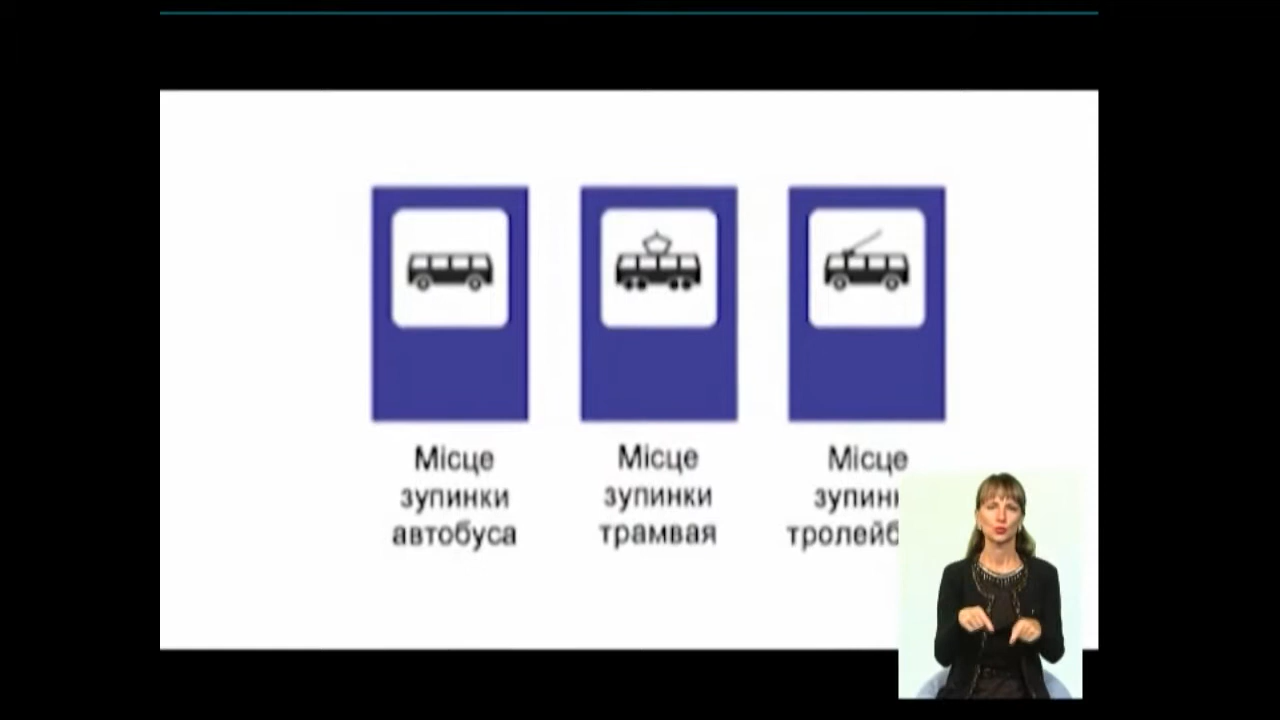 Місце
зупинки
автобуса
Місце
зупинки
трамвая
Місце